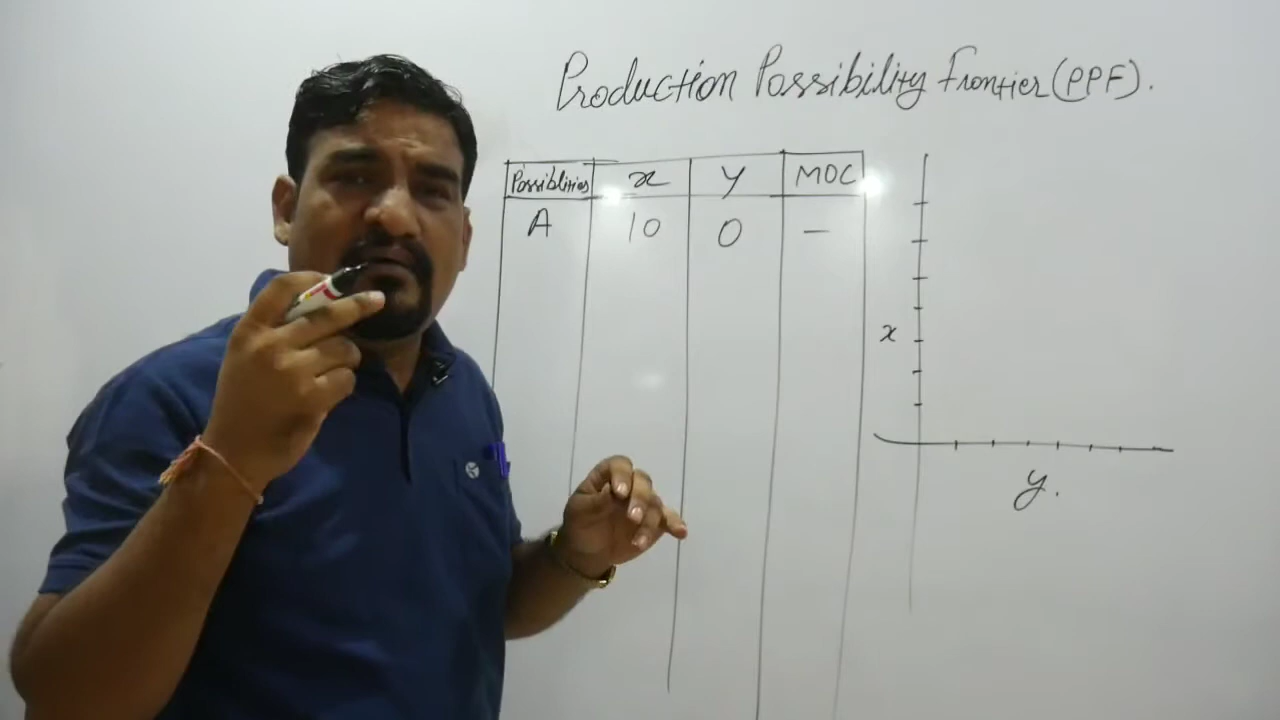 Production Possibility Frontier (PPF).
Possiblities x y MOC
A 10 0 —
x
y.